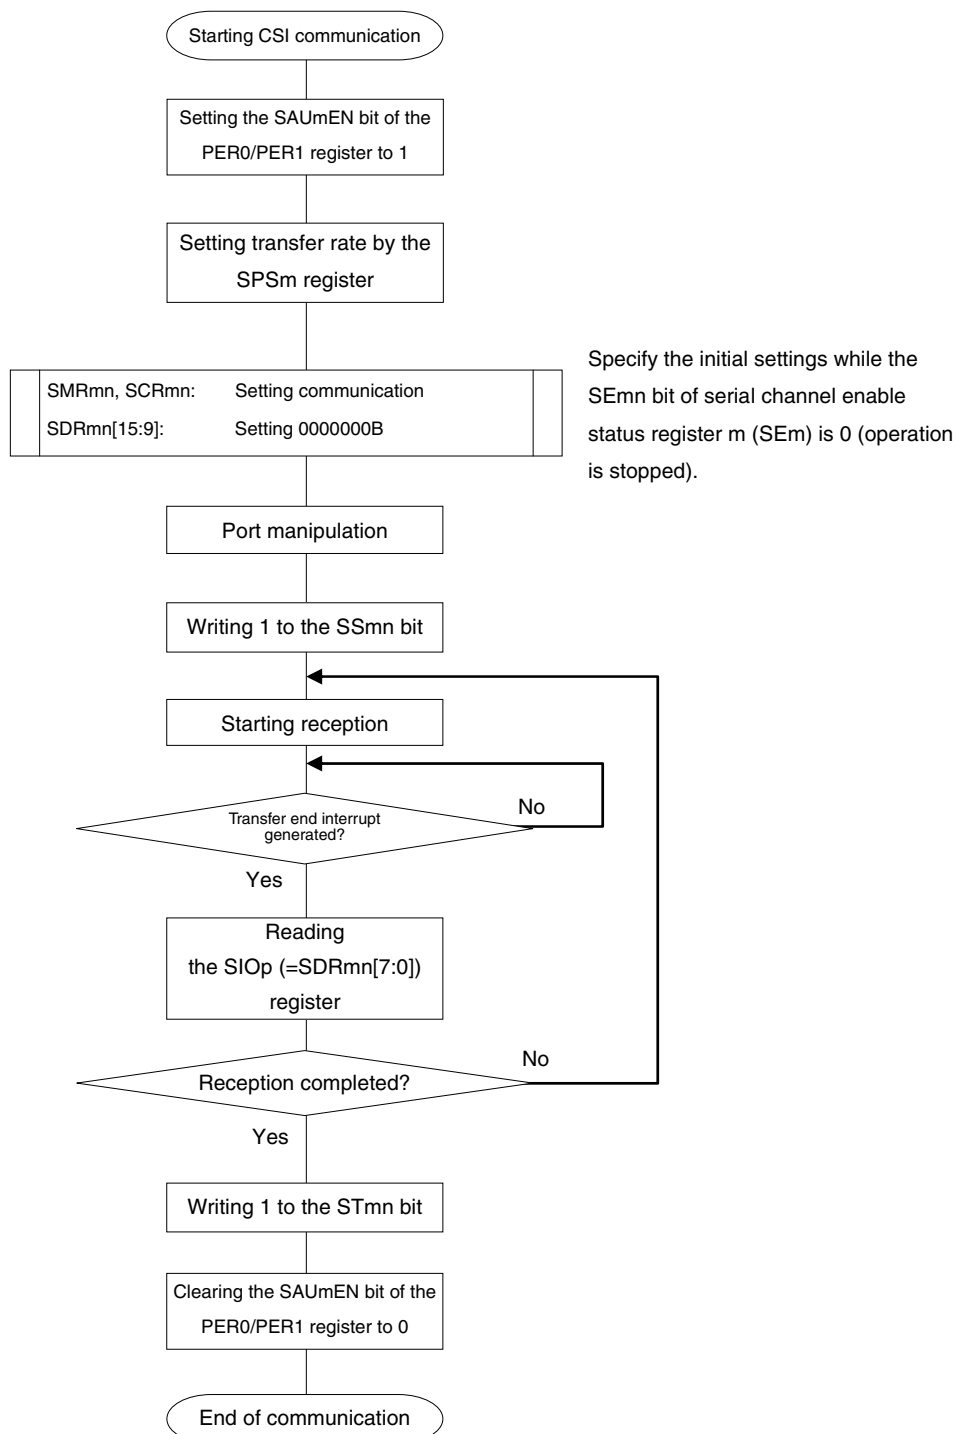 Starting CSI communication
Setting the SAUmEN bit of the
PER0/PER1 register to 1
Setting transfer rate by the
SPSm register
SMRmn, SCRmn: Setting communication
SDRmn[15:9]: Setting 0000000B
Specify the initial settings while the
SEmn bit of serial channel enable
status register m (SEm) is 0 (operation
is stopped).
Port manipulation
Writing 1 to the SSmn bit
Starting reception
Transfer end interrupt
generated?
No
Yes
Reading
the SIOp (=SDRmn[7:0])
register
Reception completed?
No
Yes
Writing 1 to the STmn bit
Clearing the SAUmEN bit of the
PER0/PER1 register to 0
End of communication